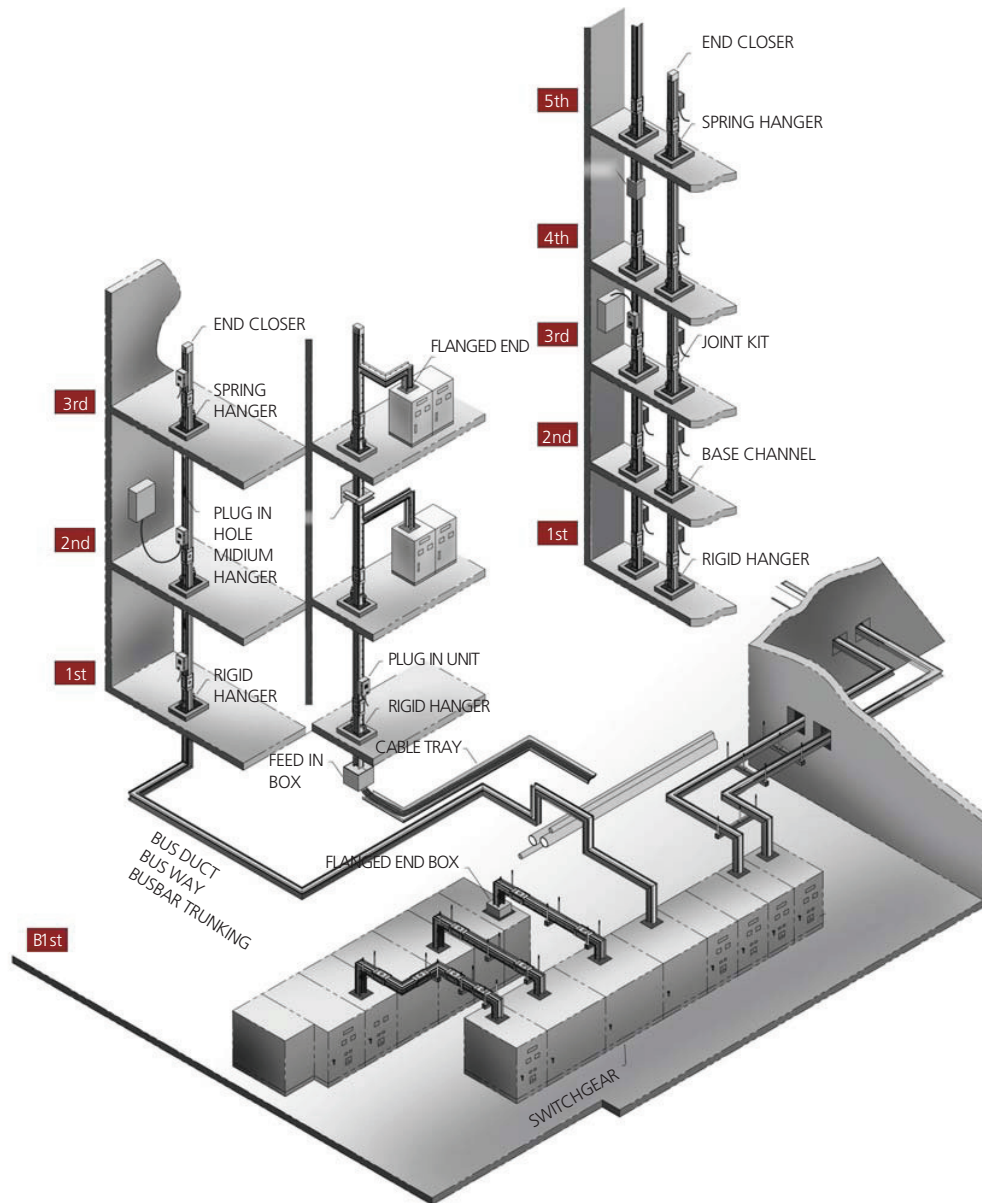 END CLOSER
5th
SPRING HANGER
4th
3rd
JOINT KIT
2nd
BASE CHANNEL
1st
RIGID HANGER
END CLOSER
FLANGED END
3rd
SPRING
HANGER
PLUG IN
HOLE
MIDIUM
HANGER
2nd
PLUG IN UNIT
1st
RIGID
HANGER
RIGID HANGER
CABLE TRAY
FEED IN
BOX
BUS DUCT
BUS WAY
BUSBAR TRUNKING
FLANGED END BOX
B1st
SWITCHGEAR